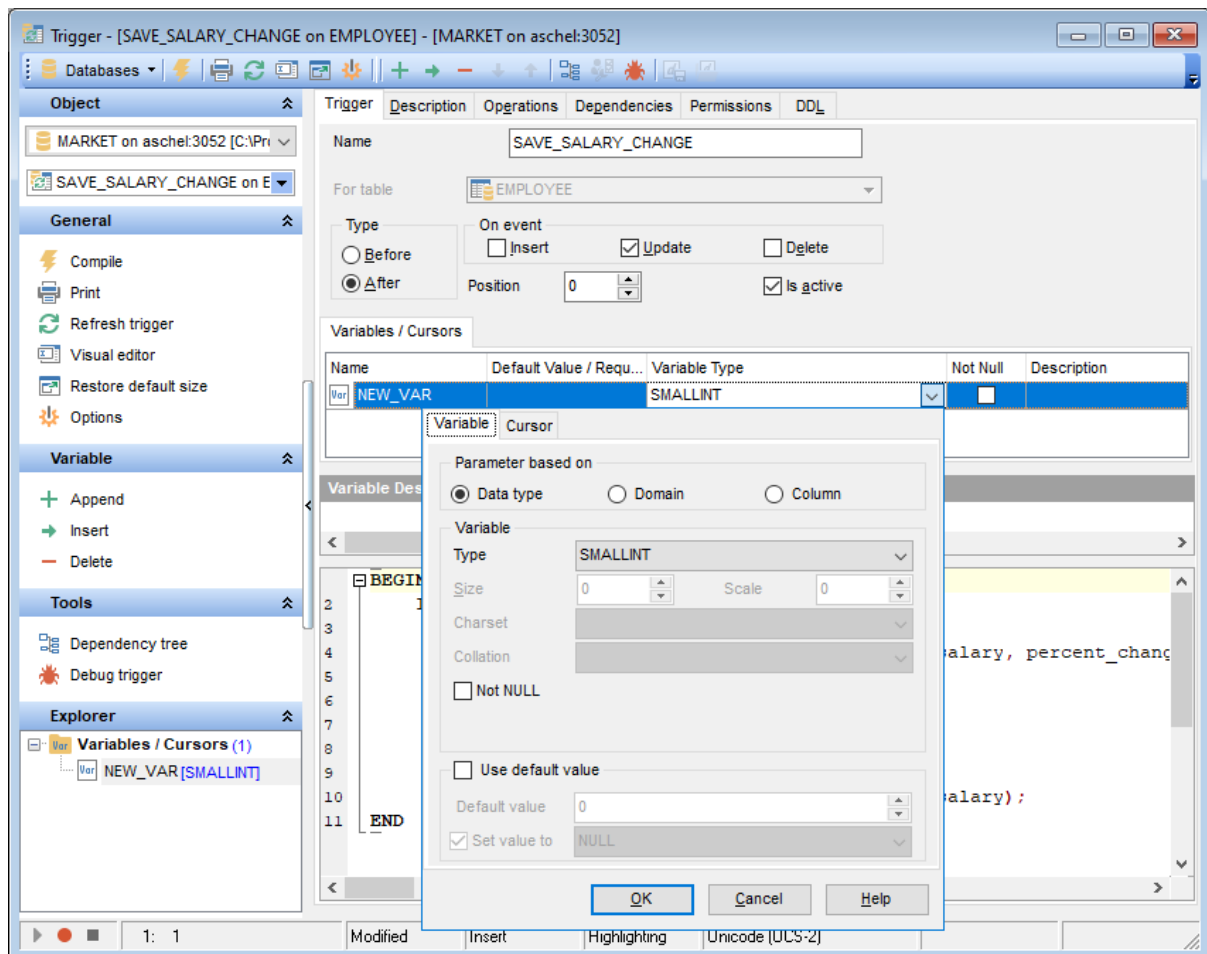 Trigger - [SAVE_SALARY_CHANGE on EMPLOYEE] - [MARKET on aschel:3052]
Databases
Object
MARKET on aschel:3052 [C:\Pr
SAVE_SALARY_CHANGE on E
General
Compile
Print
Refresh trigger
Visual editor
Restore default size
Options
Variable
Append
Insert
Delete
Tools
Dependency tree
Debug trigger
Explorer
Variables / Cursors (1)
NEW_VAR [SMALLINT]
Trigger Description Operations Dependencies Permissions DDL
Name SAVE_SALARY_CHANGE
For table EMPLOYEE
Type On event
Before Insert Update Delete
After Position 0 Is active
Variables / Cursors
Name Default Value / Requ... Variable Type Not Null Description
Var NEW_VAR SMALLINT
Variable Des
Variable Cursor
Parameter based on
Data type Domain Column
Variable
Type SMALLINT
Size 0 Scale 0
Charset
Collation
Not NULL
Use default value
Default value 0
Set value to NULL
OK Cancel Help
BEGIN
2
3
4 alary, percent_chang
5
6
7
8
9
10 alary);
11 END
1: 1 Modified Insert Highlighting Unicode (UCS-2)